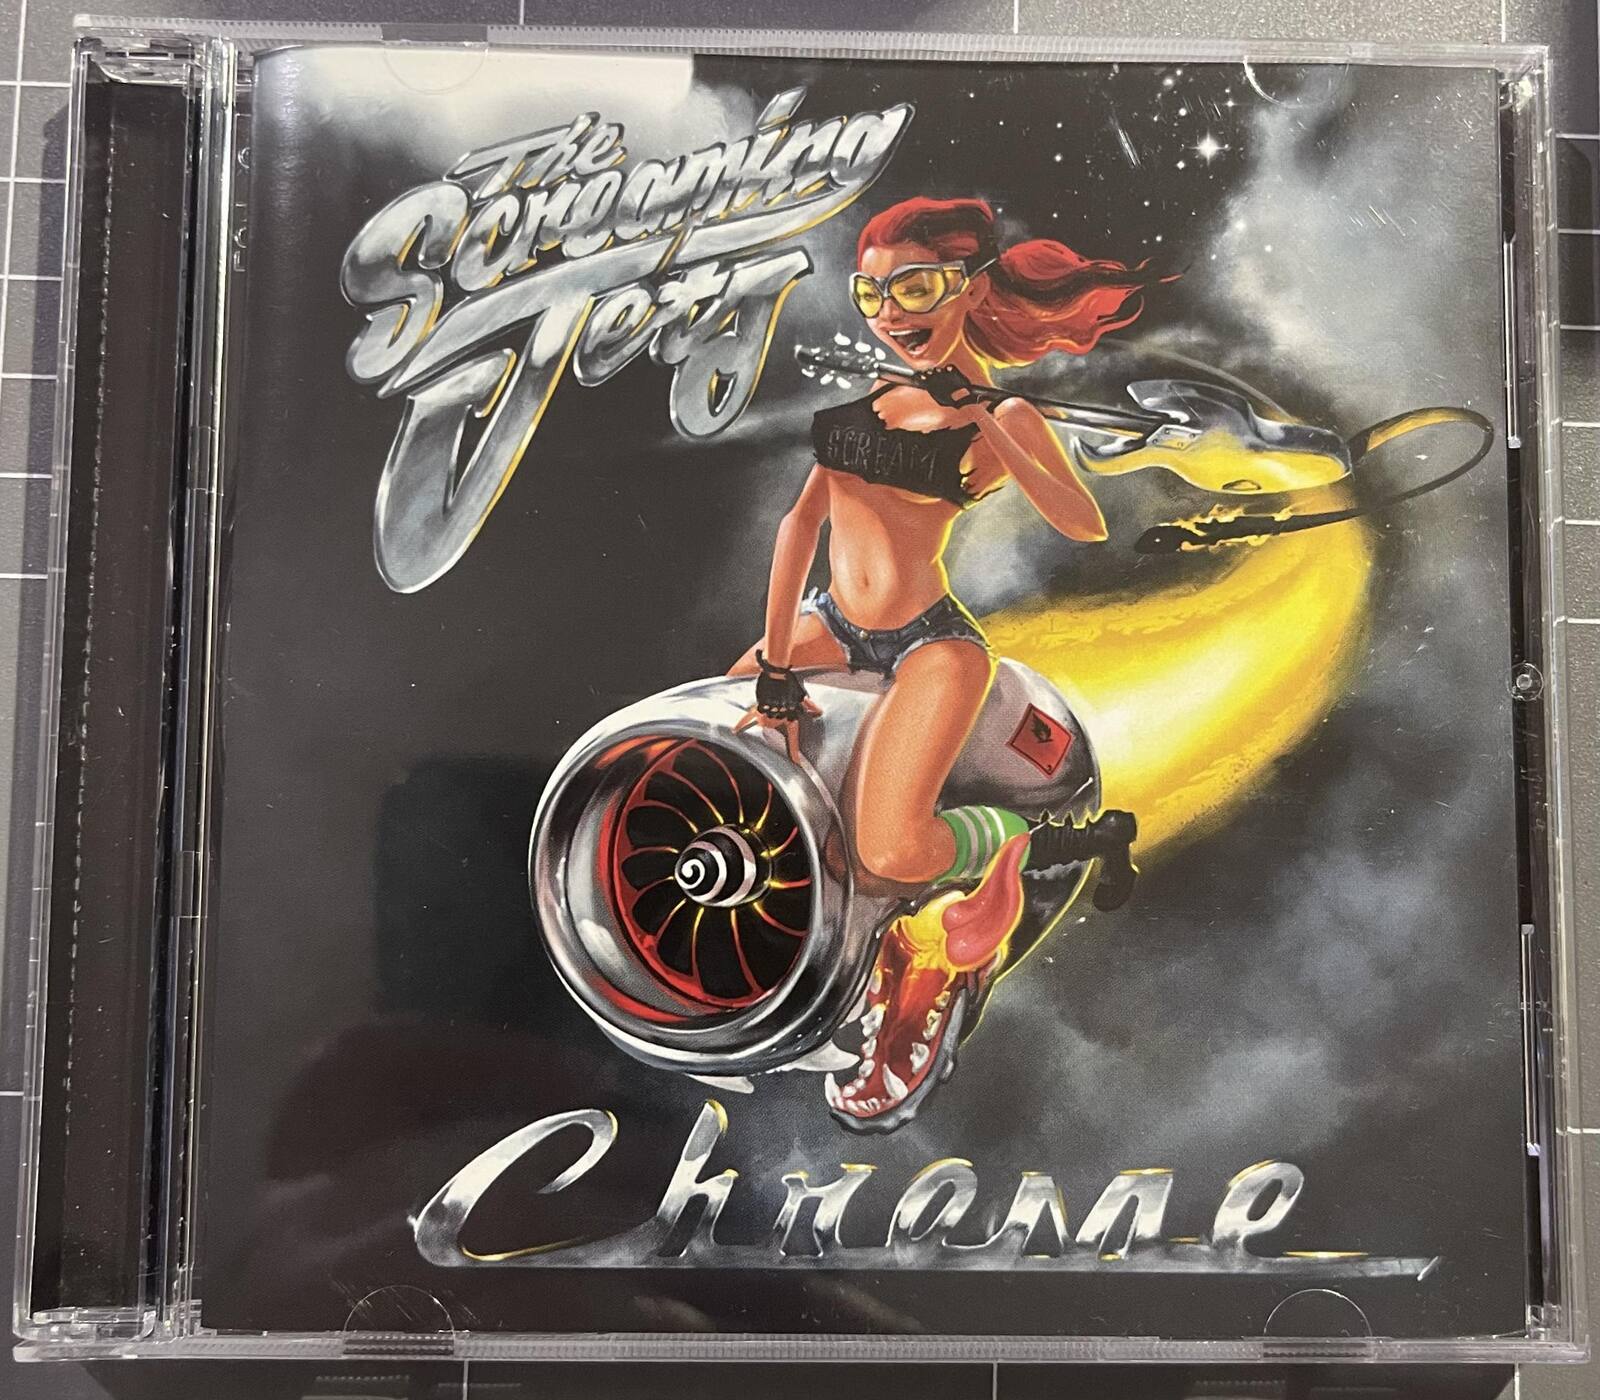 The
Screaming
Jets
SCREAM
Chrome